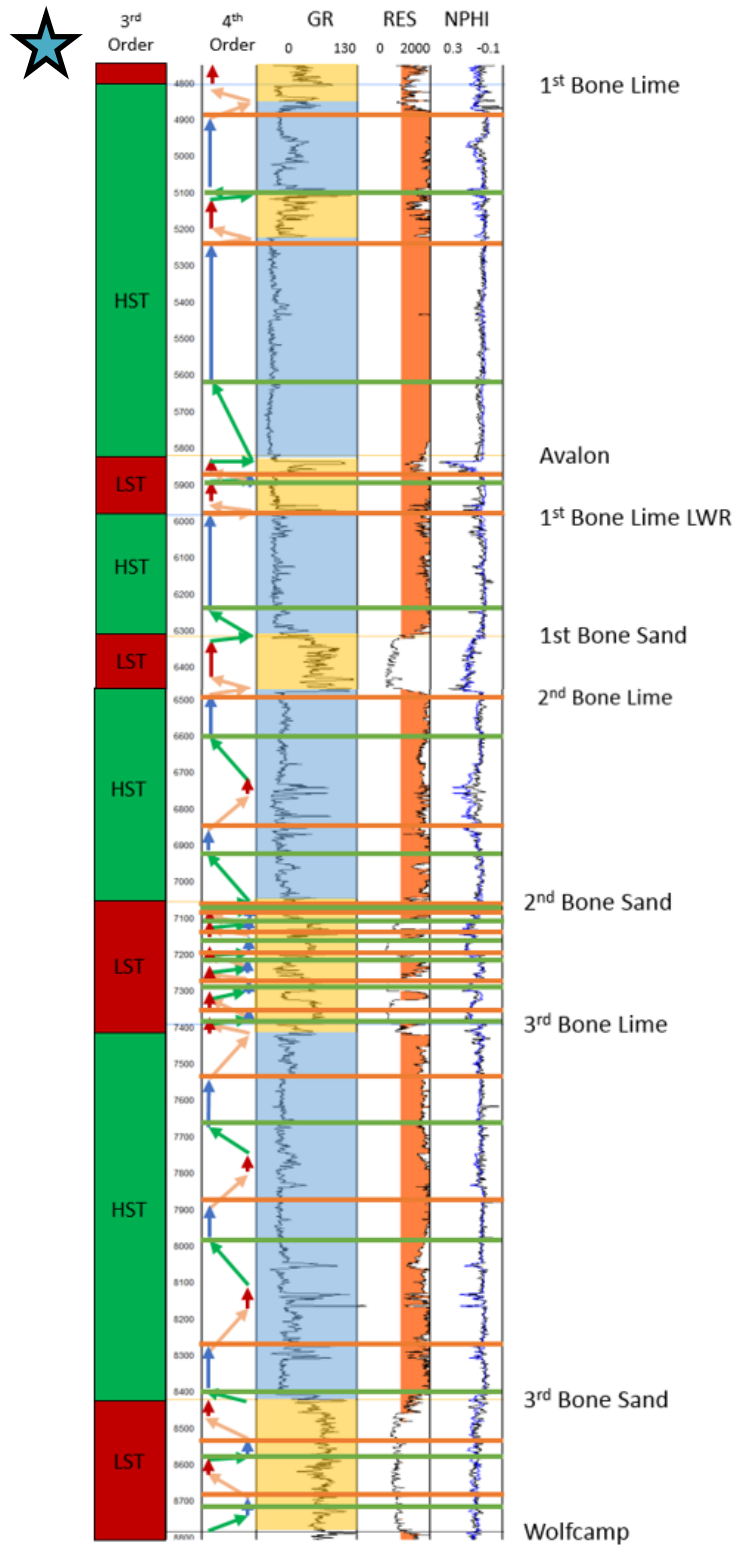 3rd Order 4th Order GR RES NPHI
0 130 0 2000 0.3 -0.1
4800 1st Bone Lime
4900
5000
5100
5200
5300
HST
5400
5500
5600
5700
5800
Avalon
LST
5900
1st Bone Lime LWR
6000
HST
6100
6200
6300 1st Bone Sand
LST
6400
6500 2nd Bone Lime
6600
6700
HST
6800
6900
7000
2nd Bone Sand
7100
7200
LST
7300
7400 3rd Bone Lime
7500
7600
7700
7800
7900
HST
8000
8100
8200
8300
8400 3rd Bone Sand
8500
LST
8600
8700
8800 Wolfcamp